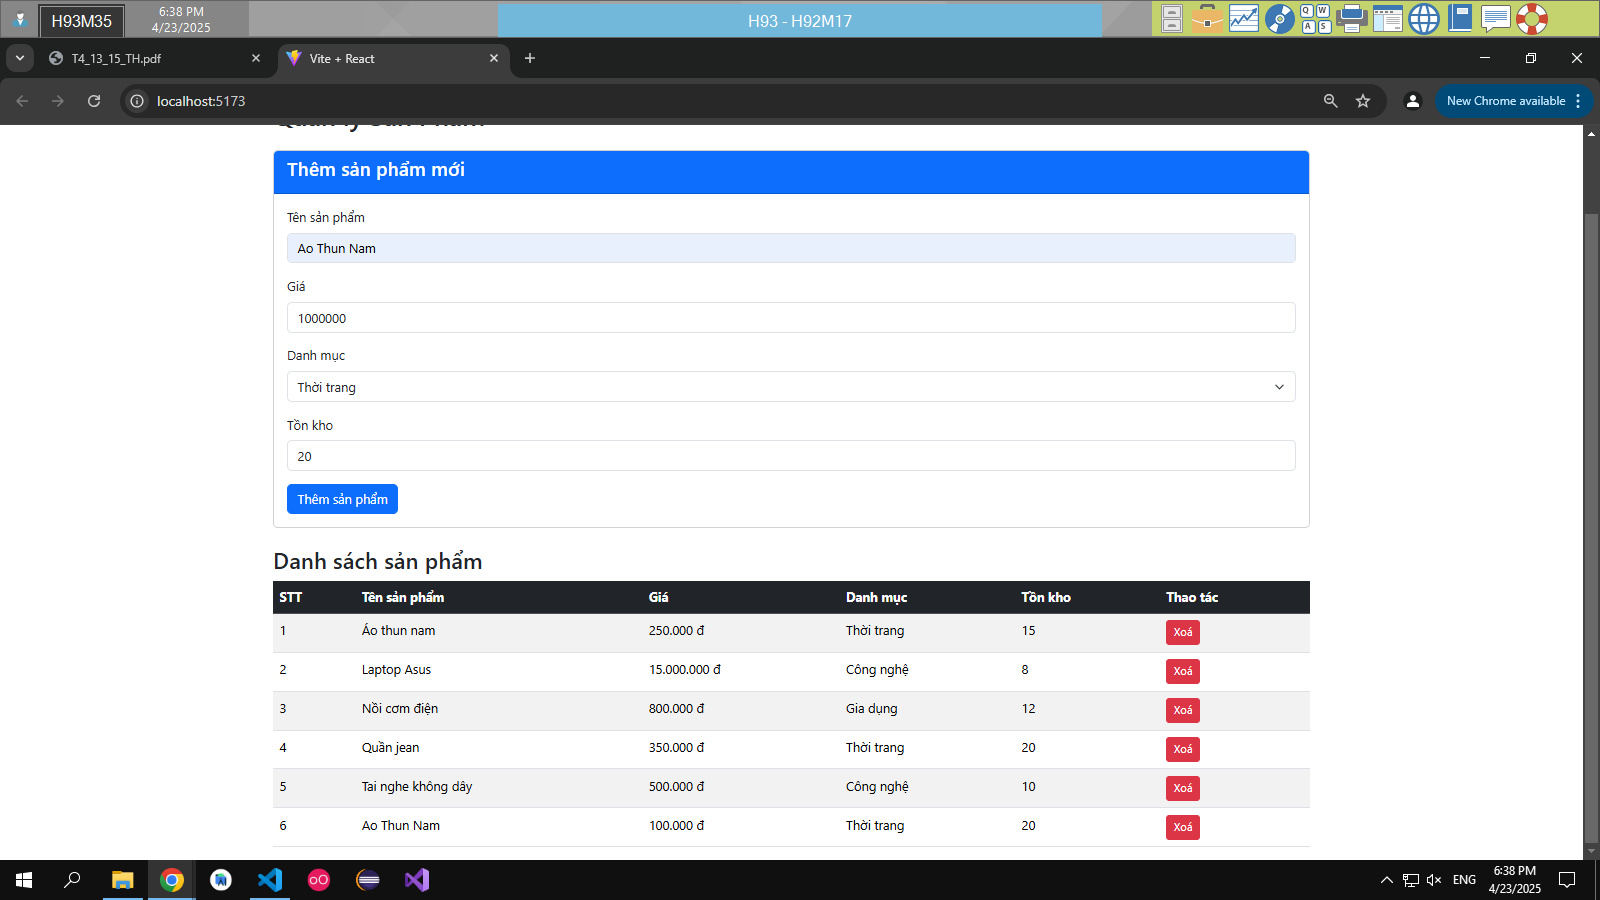 H93M35
6:38 PM
4/23/2025
H93 - H92M17
Q W
A S
T4_13_15_TH.pdf
Vite + React
localhost:5173
New Chrome available
Thêm sản phẩm mới
Tên sản phẩm
Ao Thun Nam
Giá
1000000
Danh mục
Thời trang
Tồn kho
20
Thêm sản phẩm
Danh sách sản phẩm
STT Tên sản phẩm Giá Danh mục Tồn kho Thao tác
1 Áo thun nam 250.000 đ Thời trang 15 Xoá
2 Laptop Asus 15.000.000 đ Công nghệ 8 Xoá
3 Nồi cơm điện 800.000 đ Gia dụng 12 Xoá
4 Quần jean 350.000 đ Thời trang 20 Xoá
5 Tai nghe không dây 500.000 đ Công nghệ 10 Xoá
6 Ao Thun Nam 100.000 đ Thời trang 20 Xoá
ENG
6:38 PM
4/23/2025